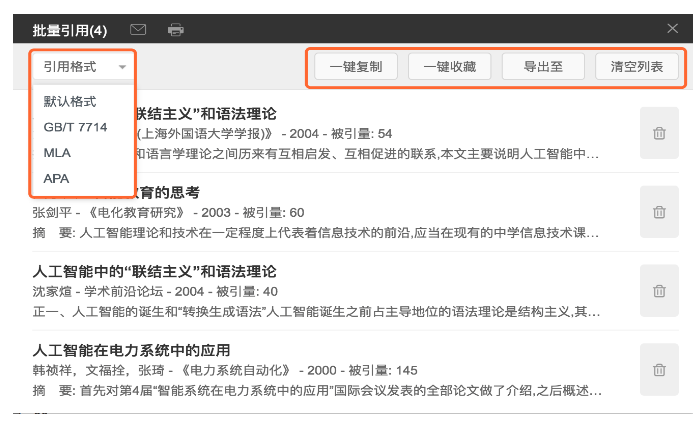 批量引用(4)
引用格式
一键复制
一键收藏
导出至
清空列表
默认格式
GB/T 7714
MLA
APA
联结主义”和语法理论
(上海外国语大学学报)》 - 2004 - 被引量: 54
和语言学理论之间历来有互相启发、互相促进的联系,本文主要说明人工智能中…
教育的思考
张剑平 - 《电化教育研究》 - 2003 - 被引量: 60
摘 要: 人工智能理论和技术在一定程度上代表着信息技术的前沿,应当在现有的中学信息技术课…
人工智能中的“联结主义”和语法理论
沈家煊 - 学术前沿论坛 - 2004 - 被引量: 40
正一、人工智能的诞生和“转换生成语法”人工智能诞生之前占主导地位的语法理论是结构主义,其…
人工智能在电力系统中的应用
韩祯祥，文福拴，张琦 - 《电力系统自动化》 - 2000 - 被引量: 145
摘 要: 首先对第4届“智能系统在电力系统中的应用”国际会议发表的全部论文做了介绍,之后概述…